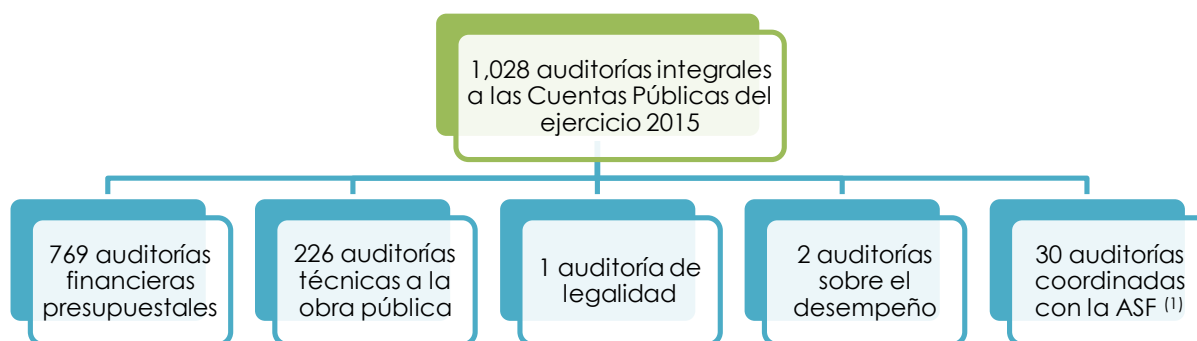 1,028 auditorías integrales
a las Cuentas Públicas del
ejercicio 2015
769 auditorías
financieras
presupuestales
226 auditorías
técnicas a la
obra pública
1 auditoría de
legalidad
2 auditorías
sobre el
desempeño
30 auditorías
coordinadas
con la ASF (1)